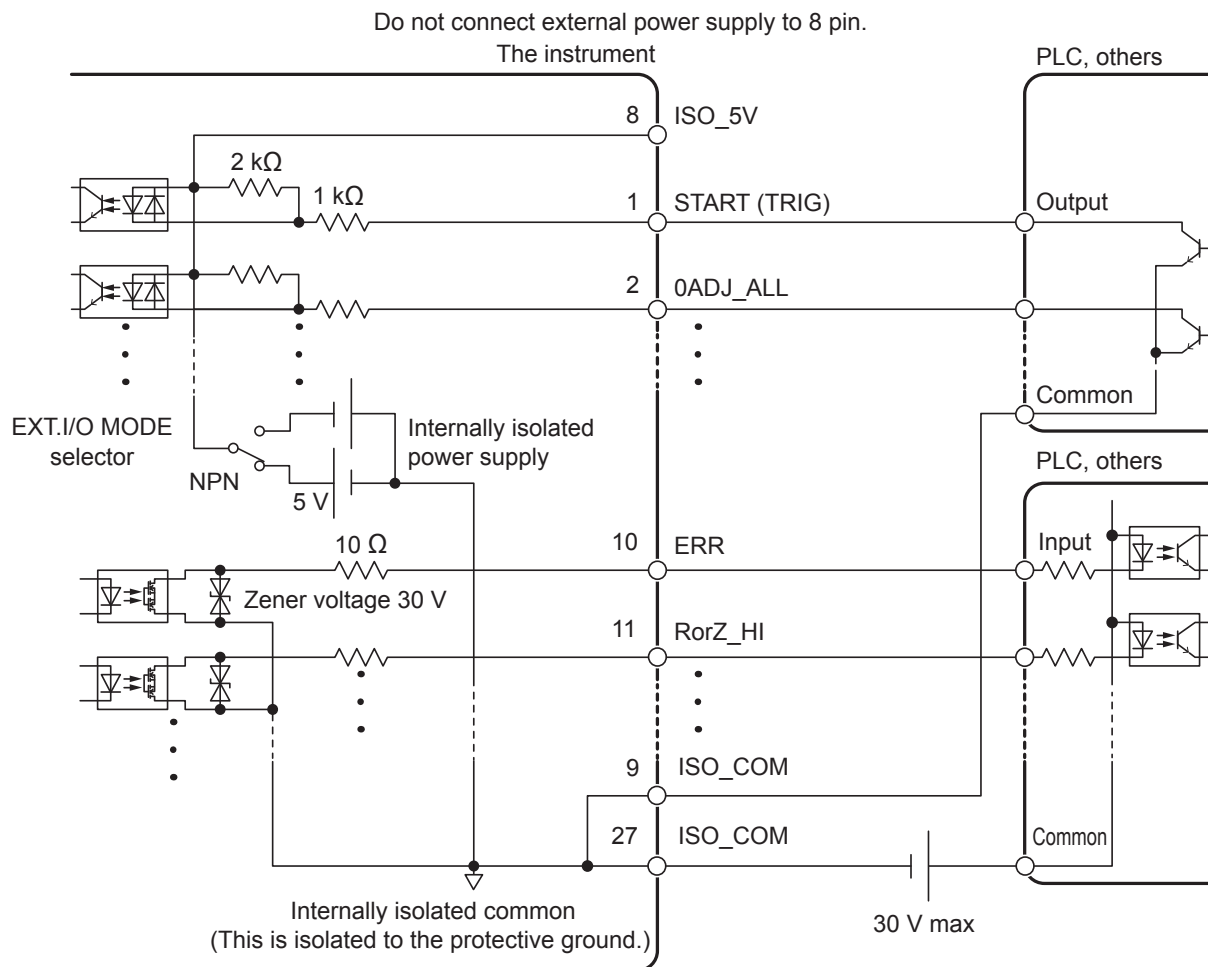 Do not connect external power supply to 8 pin.
The instrument
PLC, others
8 ISO_5V
2 kΩ
1 kΩ
1 START (TRIG)
Output
2 0ADJ_ALL
Common
EXT.I/O MODE
selector
NPN
Internally isolated
power supply
5 V
PLC, others
10 Ω
10 ERR
Input
Zener voltage 30 V
11 RorZ_HI
9 ISO_COM
27 ISO_COM
Common
Internally isolated common
(This is isolated to the protective ground.)
30 V max